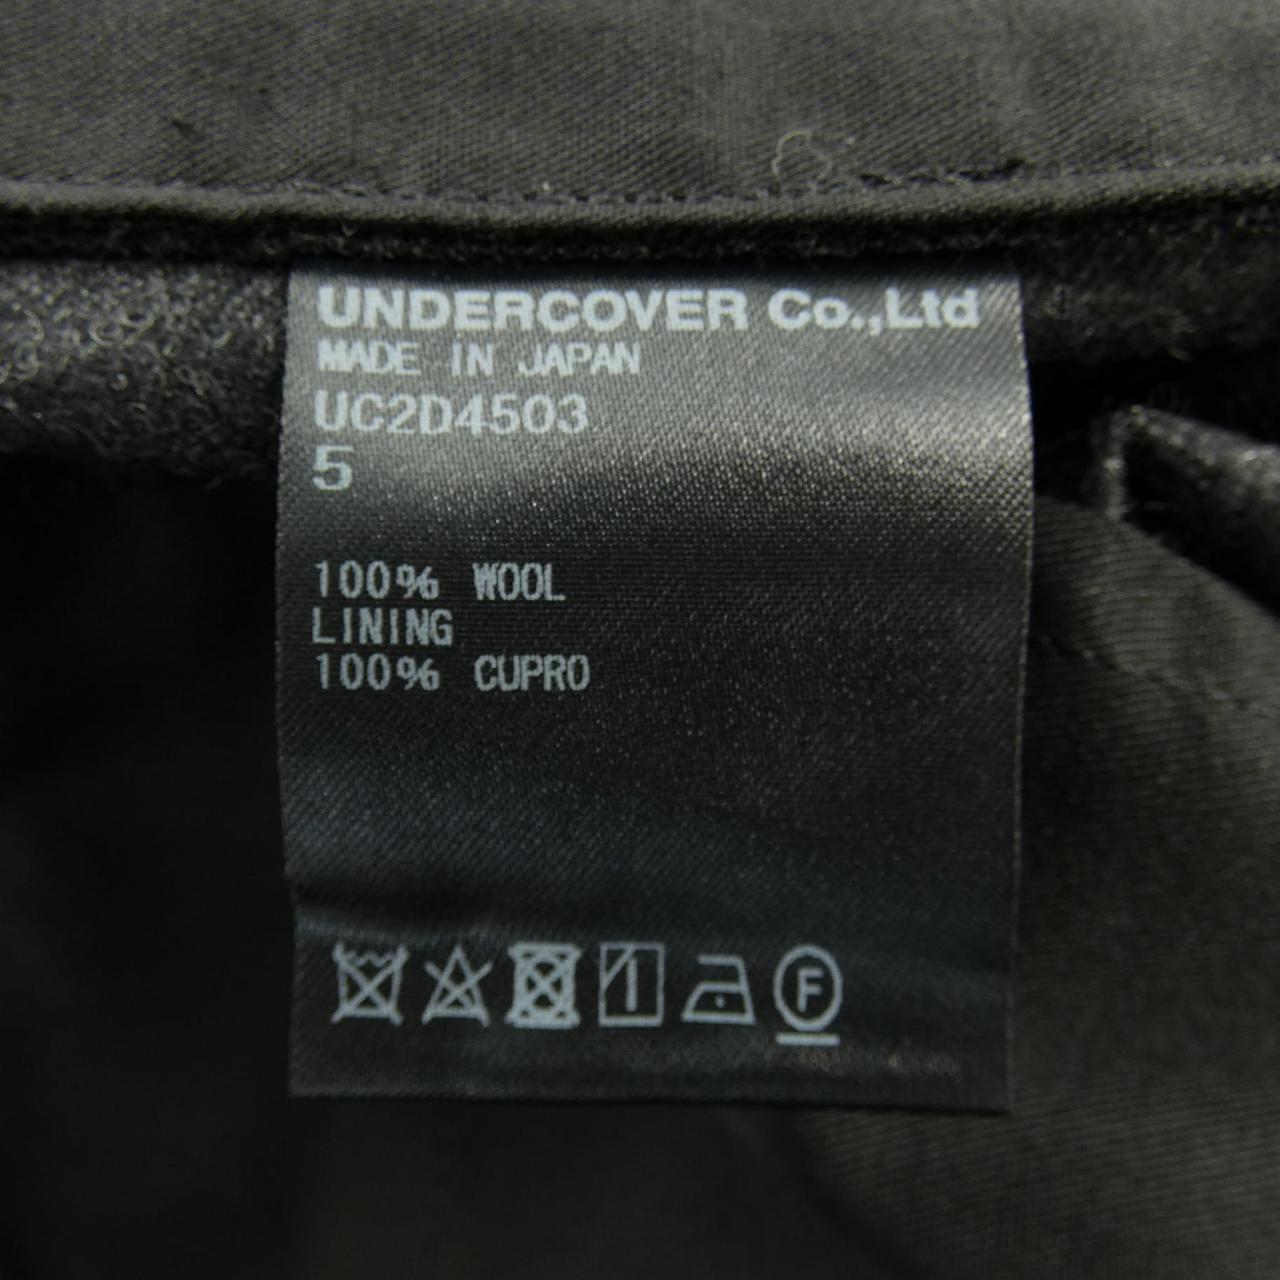 UNDERCOVER Co.,Ltd
MADE IN JAPAN
UC2D4503
5
100% WOOL
LINING
100% CUPRO
F